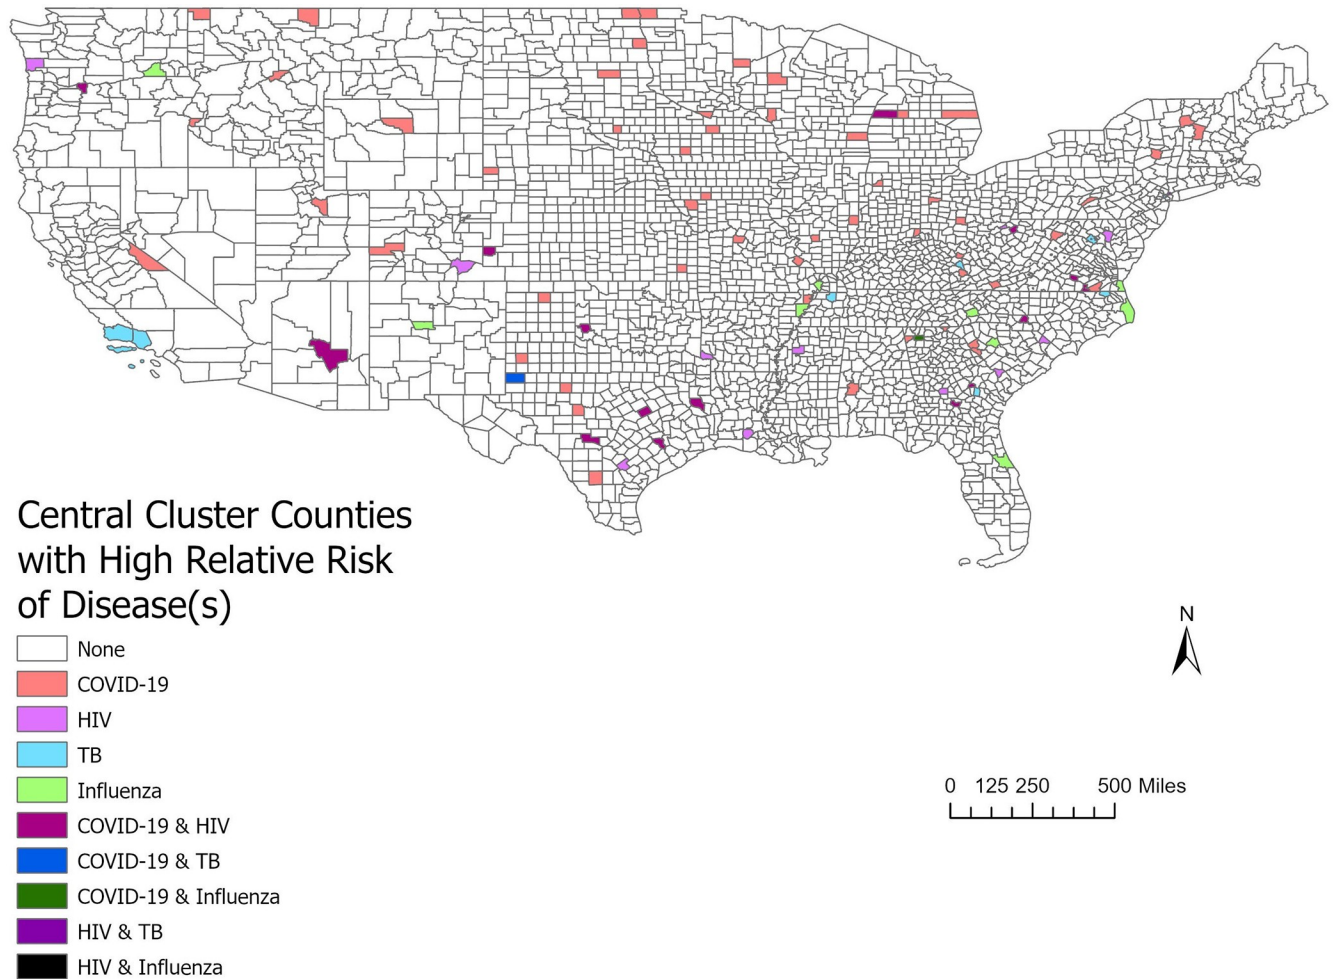 Central Cluster Counties
with High Relative Risk
of Disease(s)
None
COVID-19
HIV
TB
Influenza
COVID-19 & HIV
COVID-19 & TB
COVID-19 & Influenza
HIV & TB
HIV & Influenza
N
0 125 250 500 Miles